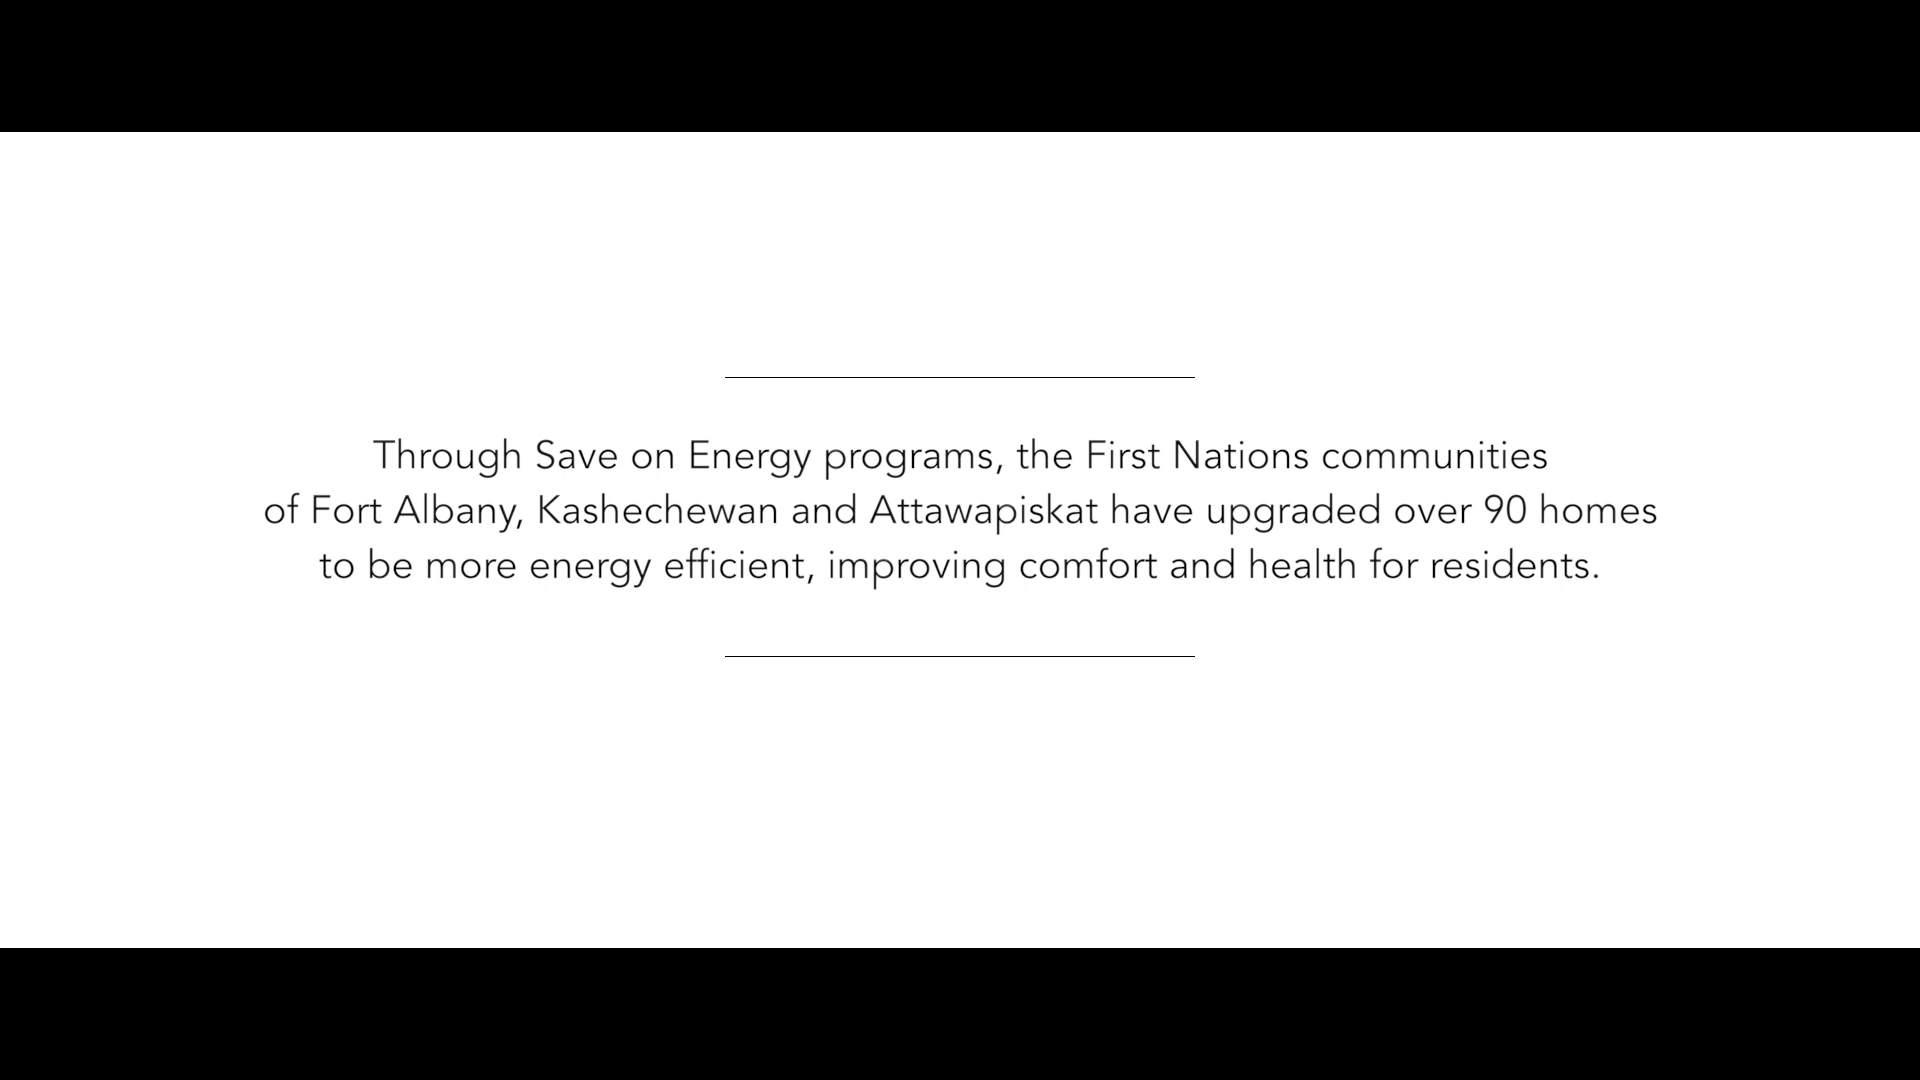 Through Save on Energy programs, the First Nations communities
of Fort Albany, Kashechewan and Attawapiskat have upgraded over 90 homes
to be more energy efficient, improving comfort and health for residents.